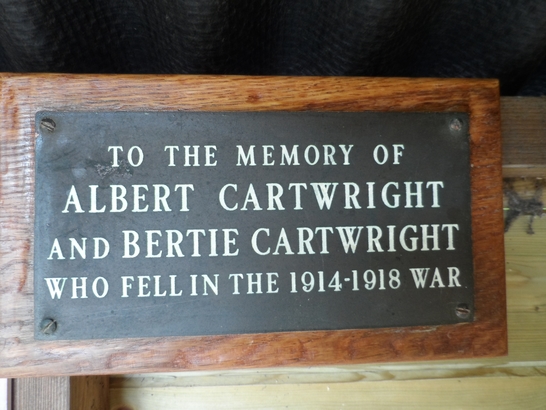 TO THE MEMORY OF
ALBERT CARTWRIGHT
AND BERTIE CARTWRIGHT
WHO FELL IN THE 1914-1918 WAR